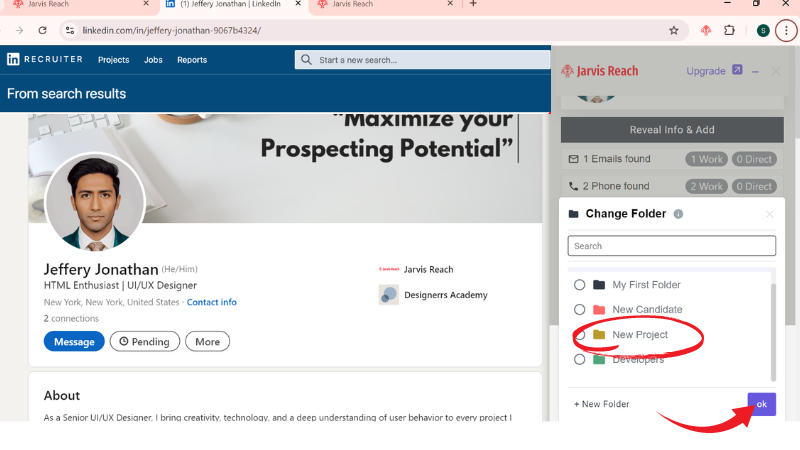 Jarvis Reach
(1) Jeffery Jonathan | LinkedIn
Jarvis Reach
linkedin.com/in/jeffery-jonathan-9067b4324/
S
in RECRUITER Projects Jobs Reports
Start a new search...
From search results
"Maximize your
Prospecting Potential"
Jeffery Jonathan (He/Him)
HTML Enthusiast | UI/UX Designer
New York, New York, United States · Contact info
2 connections
Message Pending More
Jarvis Reach
Designerrs Academy
About
As a Senior UI/UX Designer, I bring creativity, technology, and a deep understanding of user behavior to every project I
Jarvis Reach Upgrade
Reveal Info & Add
1 Emails found 1 Work 0 Direct
2 Phone found 2 Work 0 Direct
Change Folder
Search
My First Folder
New Candidate
New Project
Developers
+ New Folder ok